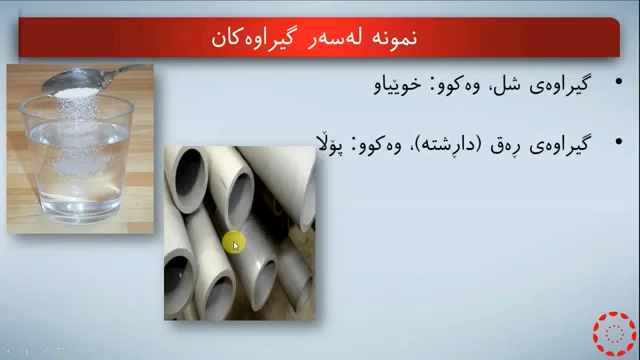 نمونە لەسەر گیراوەکان
گیراوەی شل، وەکوو: خوێیاو
گیراوەی ڕەق (داڕشتە)، وەکوو: پۆڵا